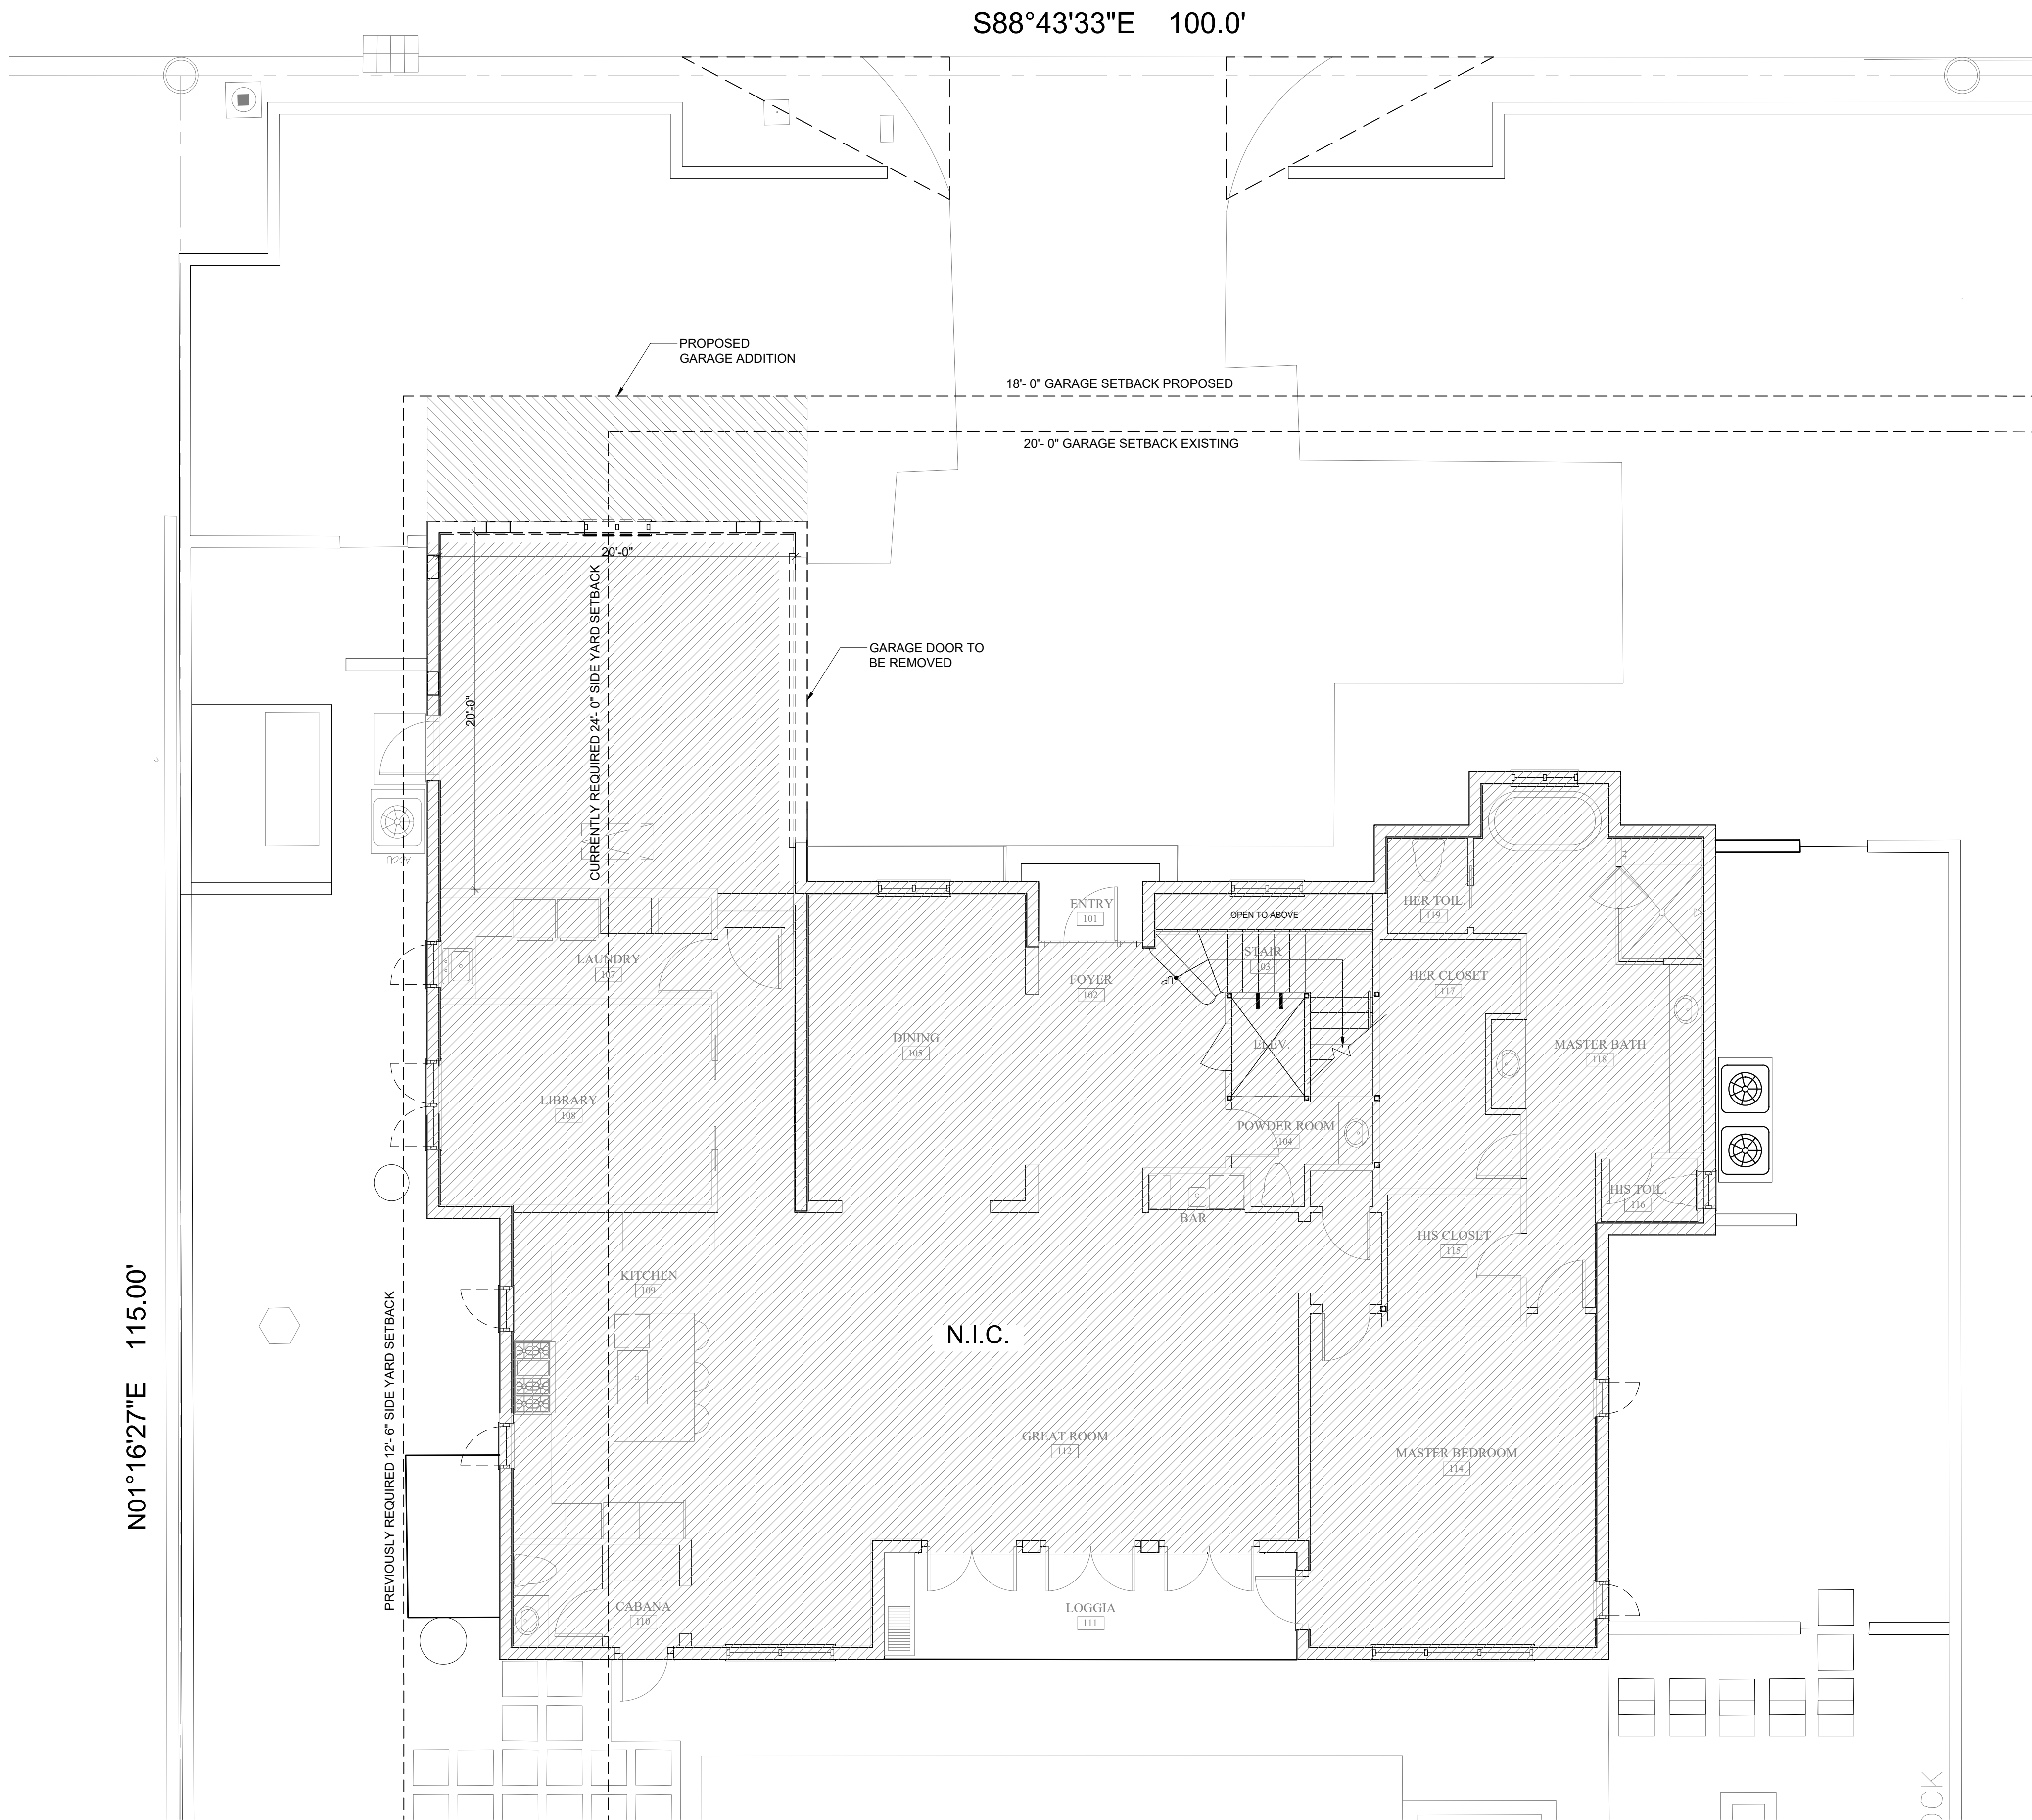 S88°43'33"E 100.0'
PROPOSED
GARAGE ADDITION
18'- 0" GARAGE SETBACK PROPOSED
20'- 0" GARAGE SETBACK EXISTING
20'-0"
CURRENTLY REQUIRED 24'- 0" SIDE YARD SETBACK
GARAGE DOOR TO
BE REMOVED
20'-0"
ACCU
ENTRY
101
OPEN TO ABOVE
HER TOIL.
119
LAUNDRY
107
FOYER
102
STAIR
03
UP
HER CLOSET
117
DINING
105
ELEV.
MASTER BATH
118
LIBRARY
108
POWDER ROOM
104
HIS TOIL.
116
BAR
HIS CLOSET
115
KITCHEN
109
N01°16'27"E 115.00'
PREVIOUSLY REQUIRED 12'- 6" SIDE YARD SETBACK
N.I.C.
GREAT ROOM
112
MASTER BEDROOM
114
CABANA
110
LOGGIA
111
OCK